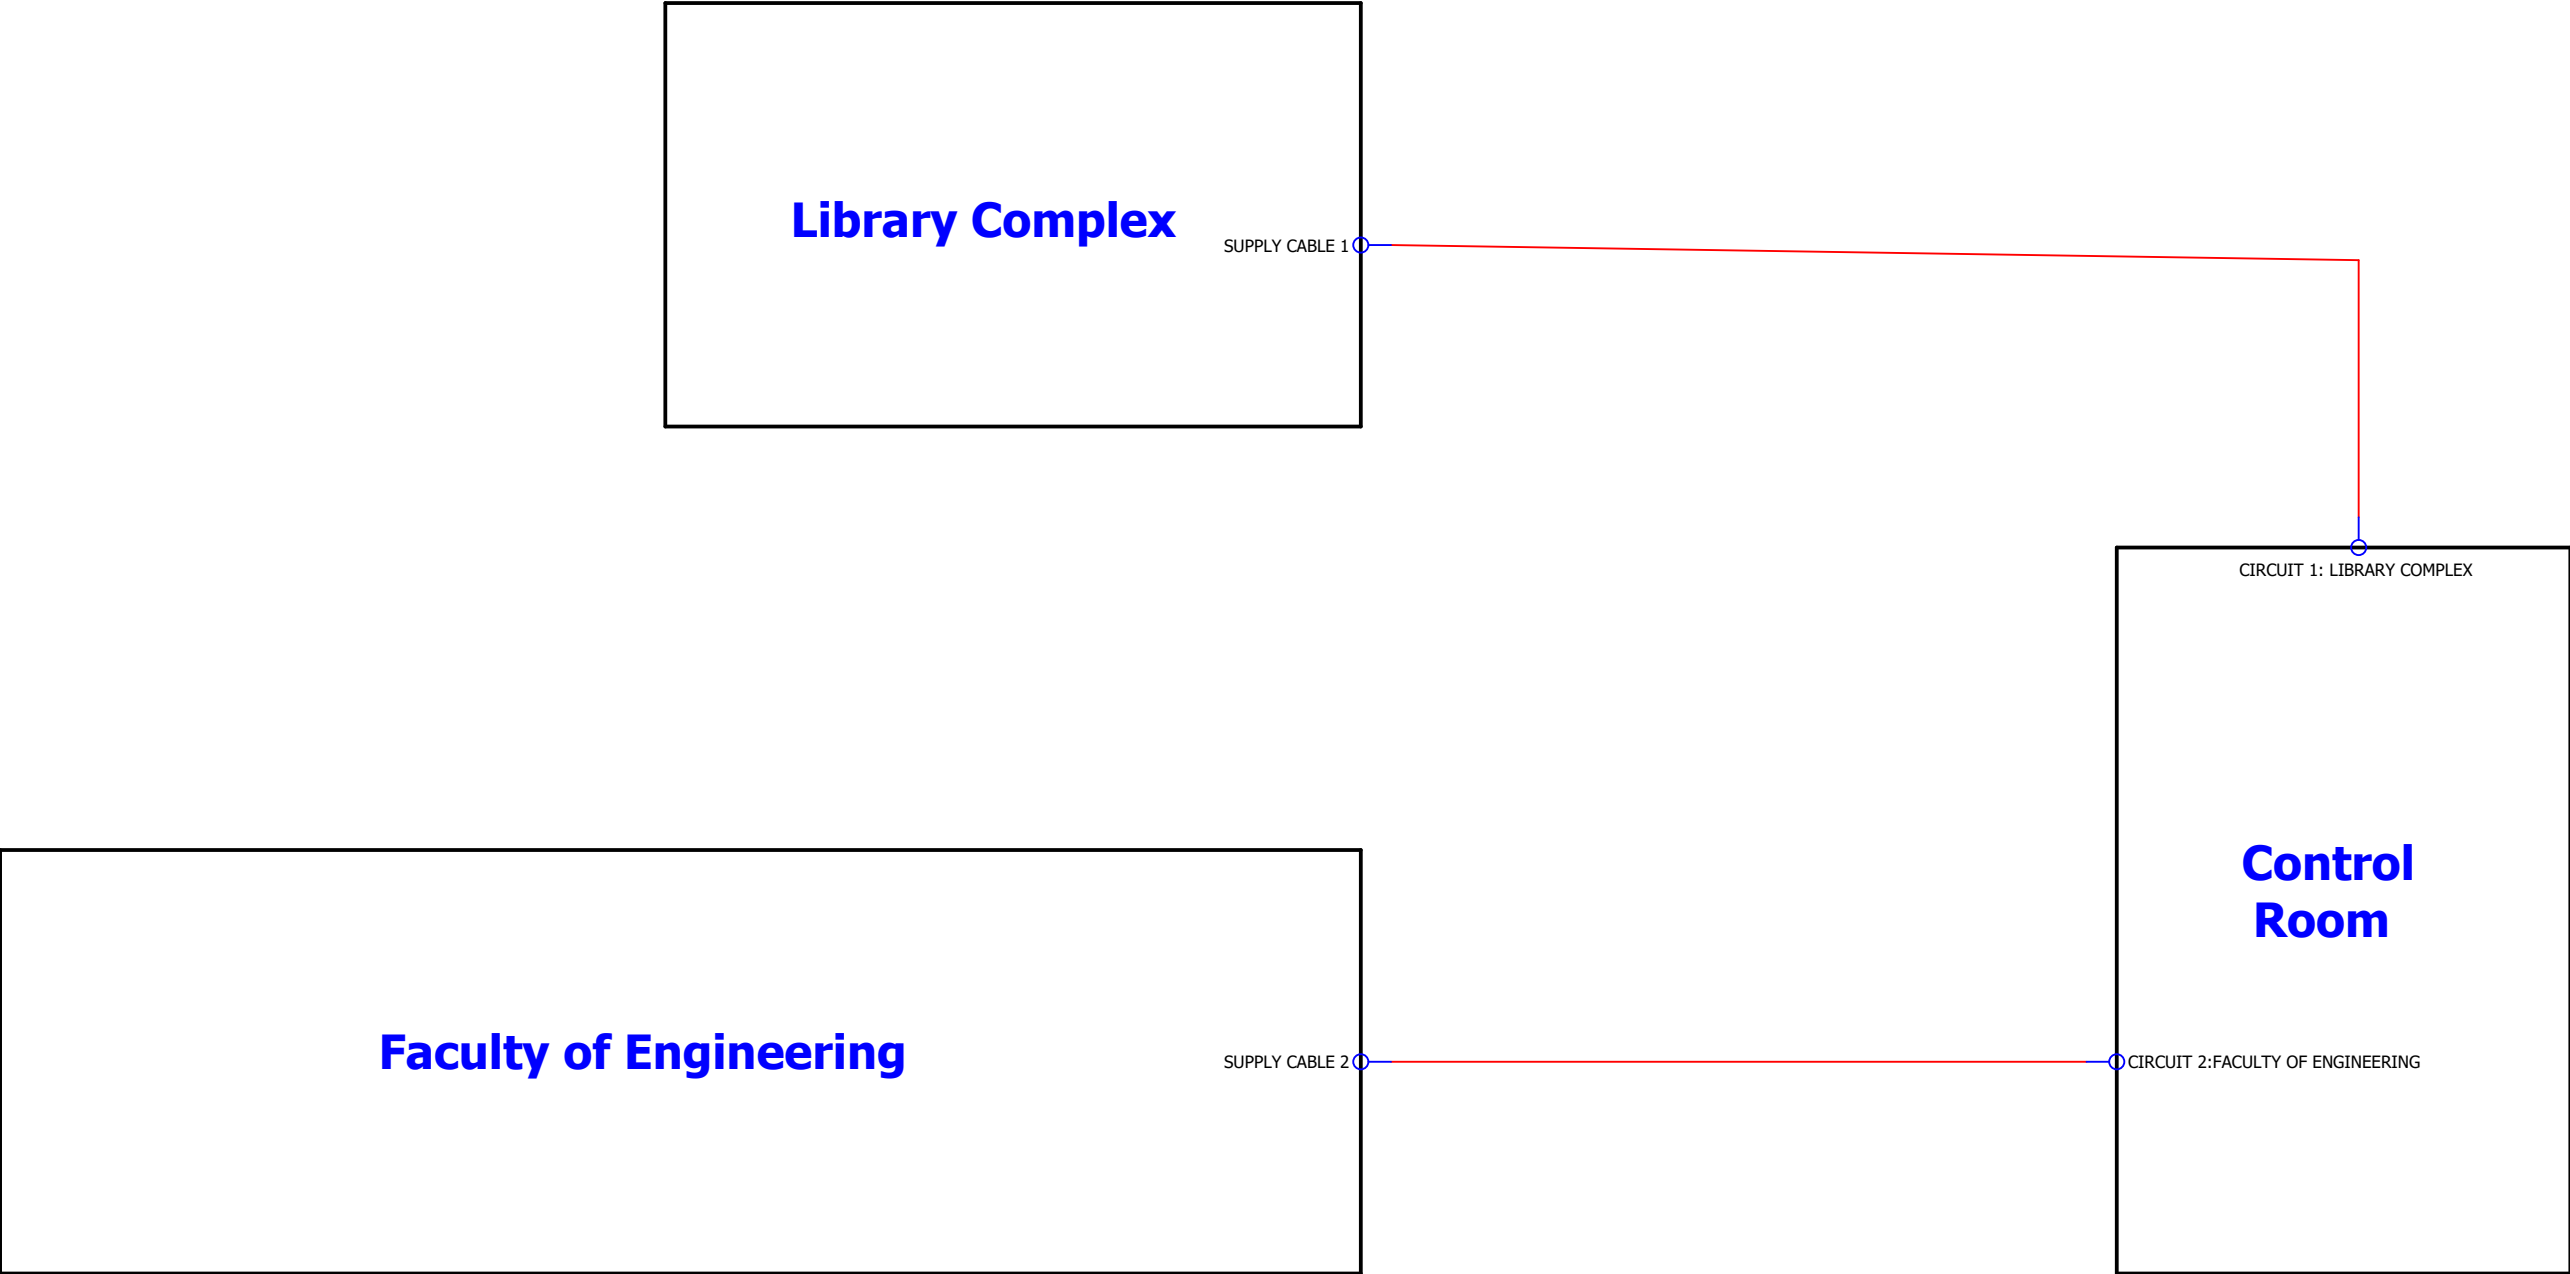 Library Complex
SUPPLY CABLE 1
CIRCUIT 1: LIBRARY COMPLEX
Control
Room
Faculty of Engineering
SUPPLY CABLE 2
CIRCUIT 2:FACULTY OF ENGINEERING